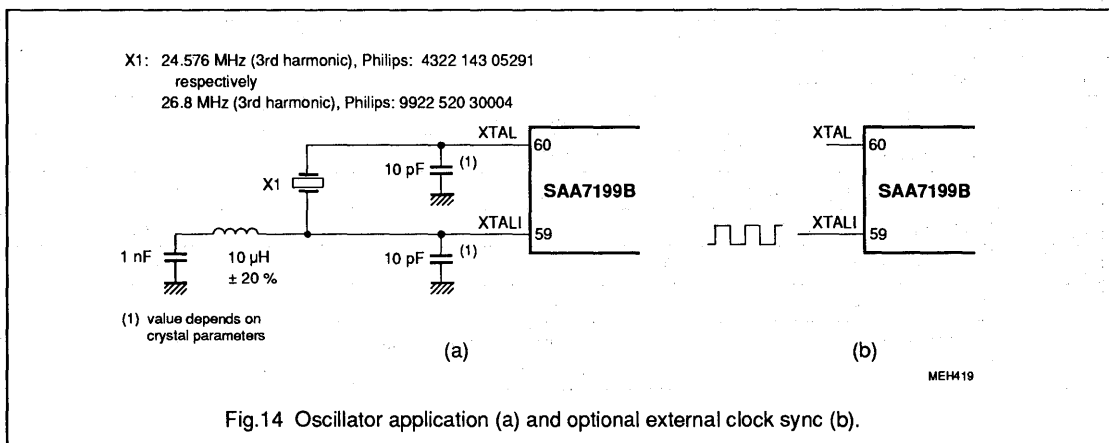 X1: 24.576 MHz (3rd harmonic), Philips: 4322 143 05291
respectively
26.8 MHz (3rd harmonic), Philips: 9922 520 30004
XTAL
60
10 pF
(1)
X1
SAA7199B
XTALI
59
1 nF
10 µH
± 20 %
10 pF
(1)
(1) value depends on
crystal parameters
(a)
XTAL
60
SAA7199B
XTALI
59
(b)
MEH419
Fig.14 Oscillator application (a) and optional external clock sync (b).